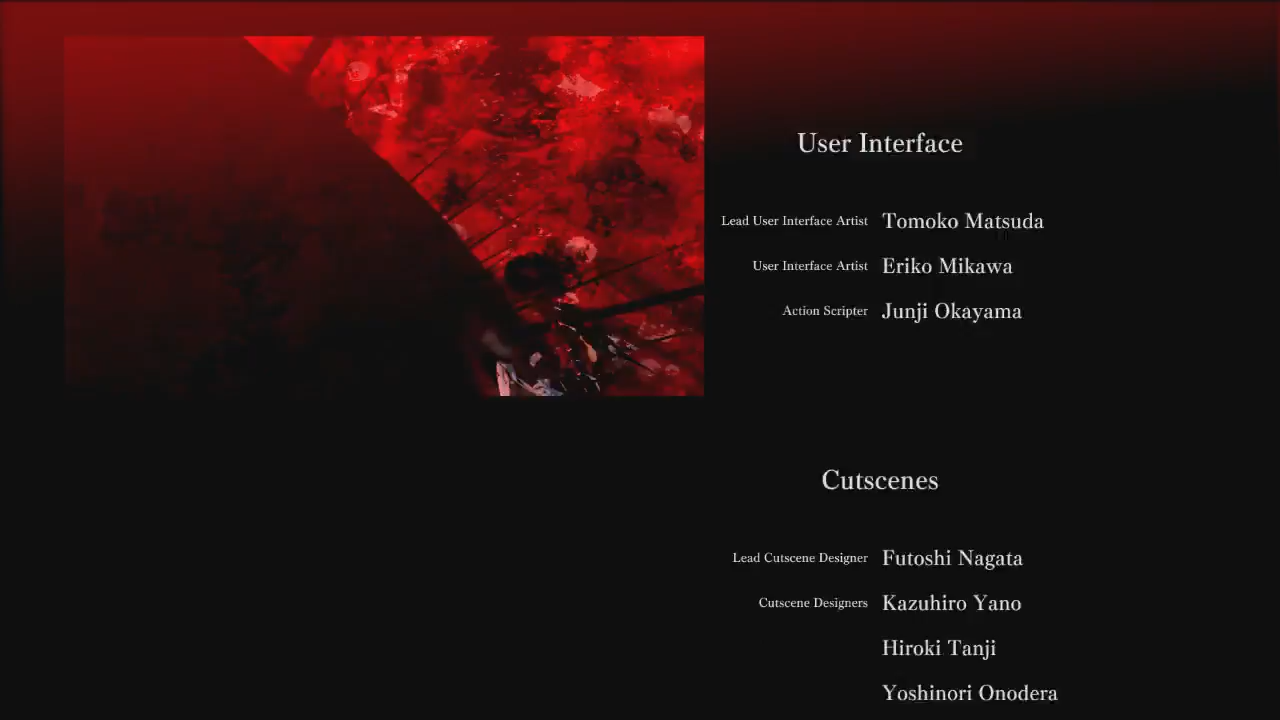 User Interface
Lead User Interface Artist Tomoko Matsuda
User Interface Artist Eriko Mikawa
Action Scripter Junji Okayama
Cutscenes
Lead Cutscene Designer Futoshi Nagata
Cutscene Designers Kazuhiro Yano
Hiroki Tanji
Yoshinori Onodera